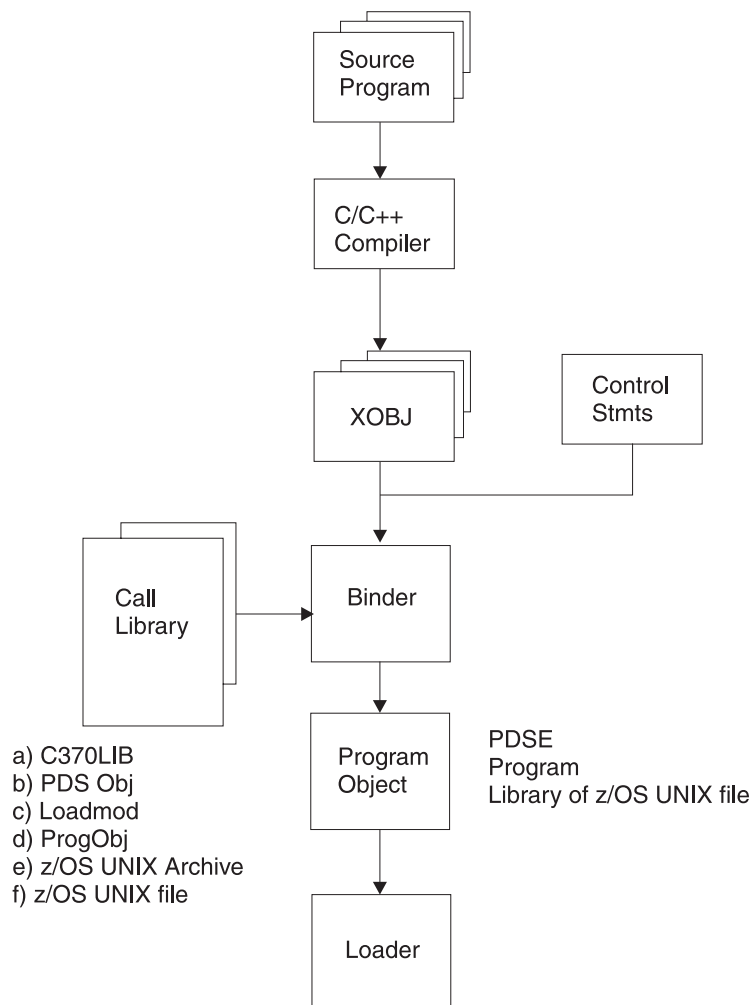 Source
Program
C/C++
Compiler
XOBJ
Control
Stmts
Call
Library
Binder
a) C370LIB
b) PDS Obj
c) Loadmod
d) ProgObj
e) z/OS UNIX Archive
f) z/OS UNIX file
Program
Object
PDSE
Program
Library of z/OS UNIX file
Loader